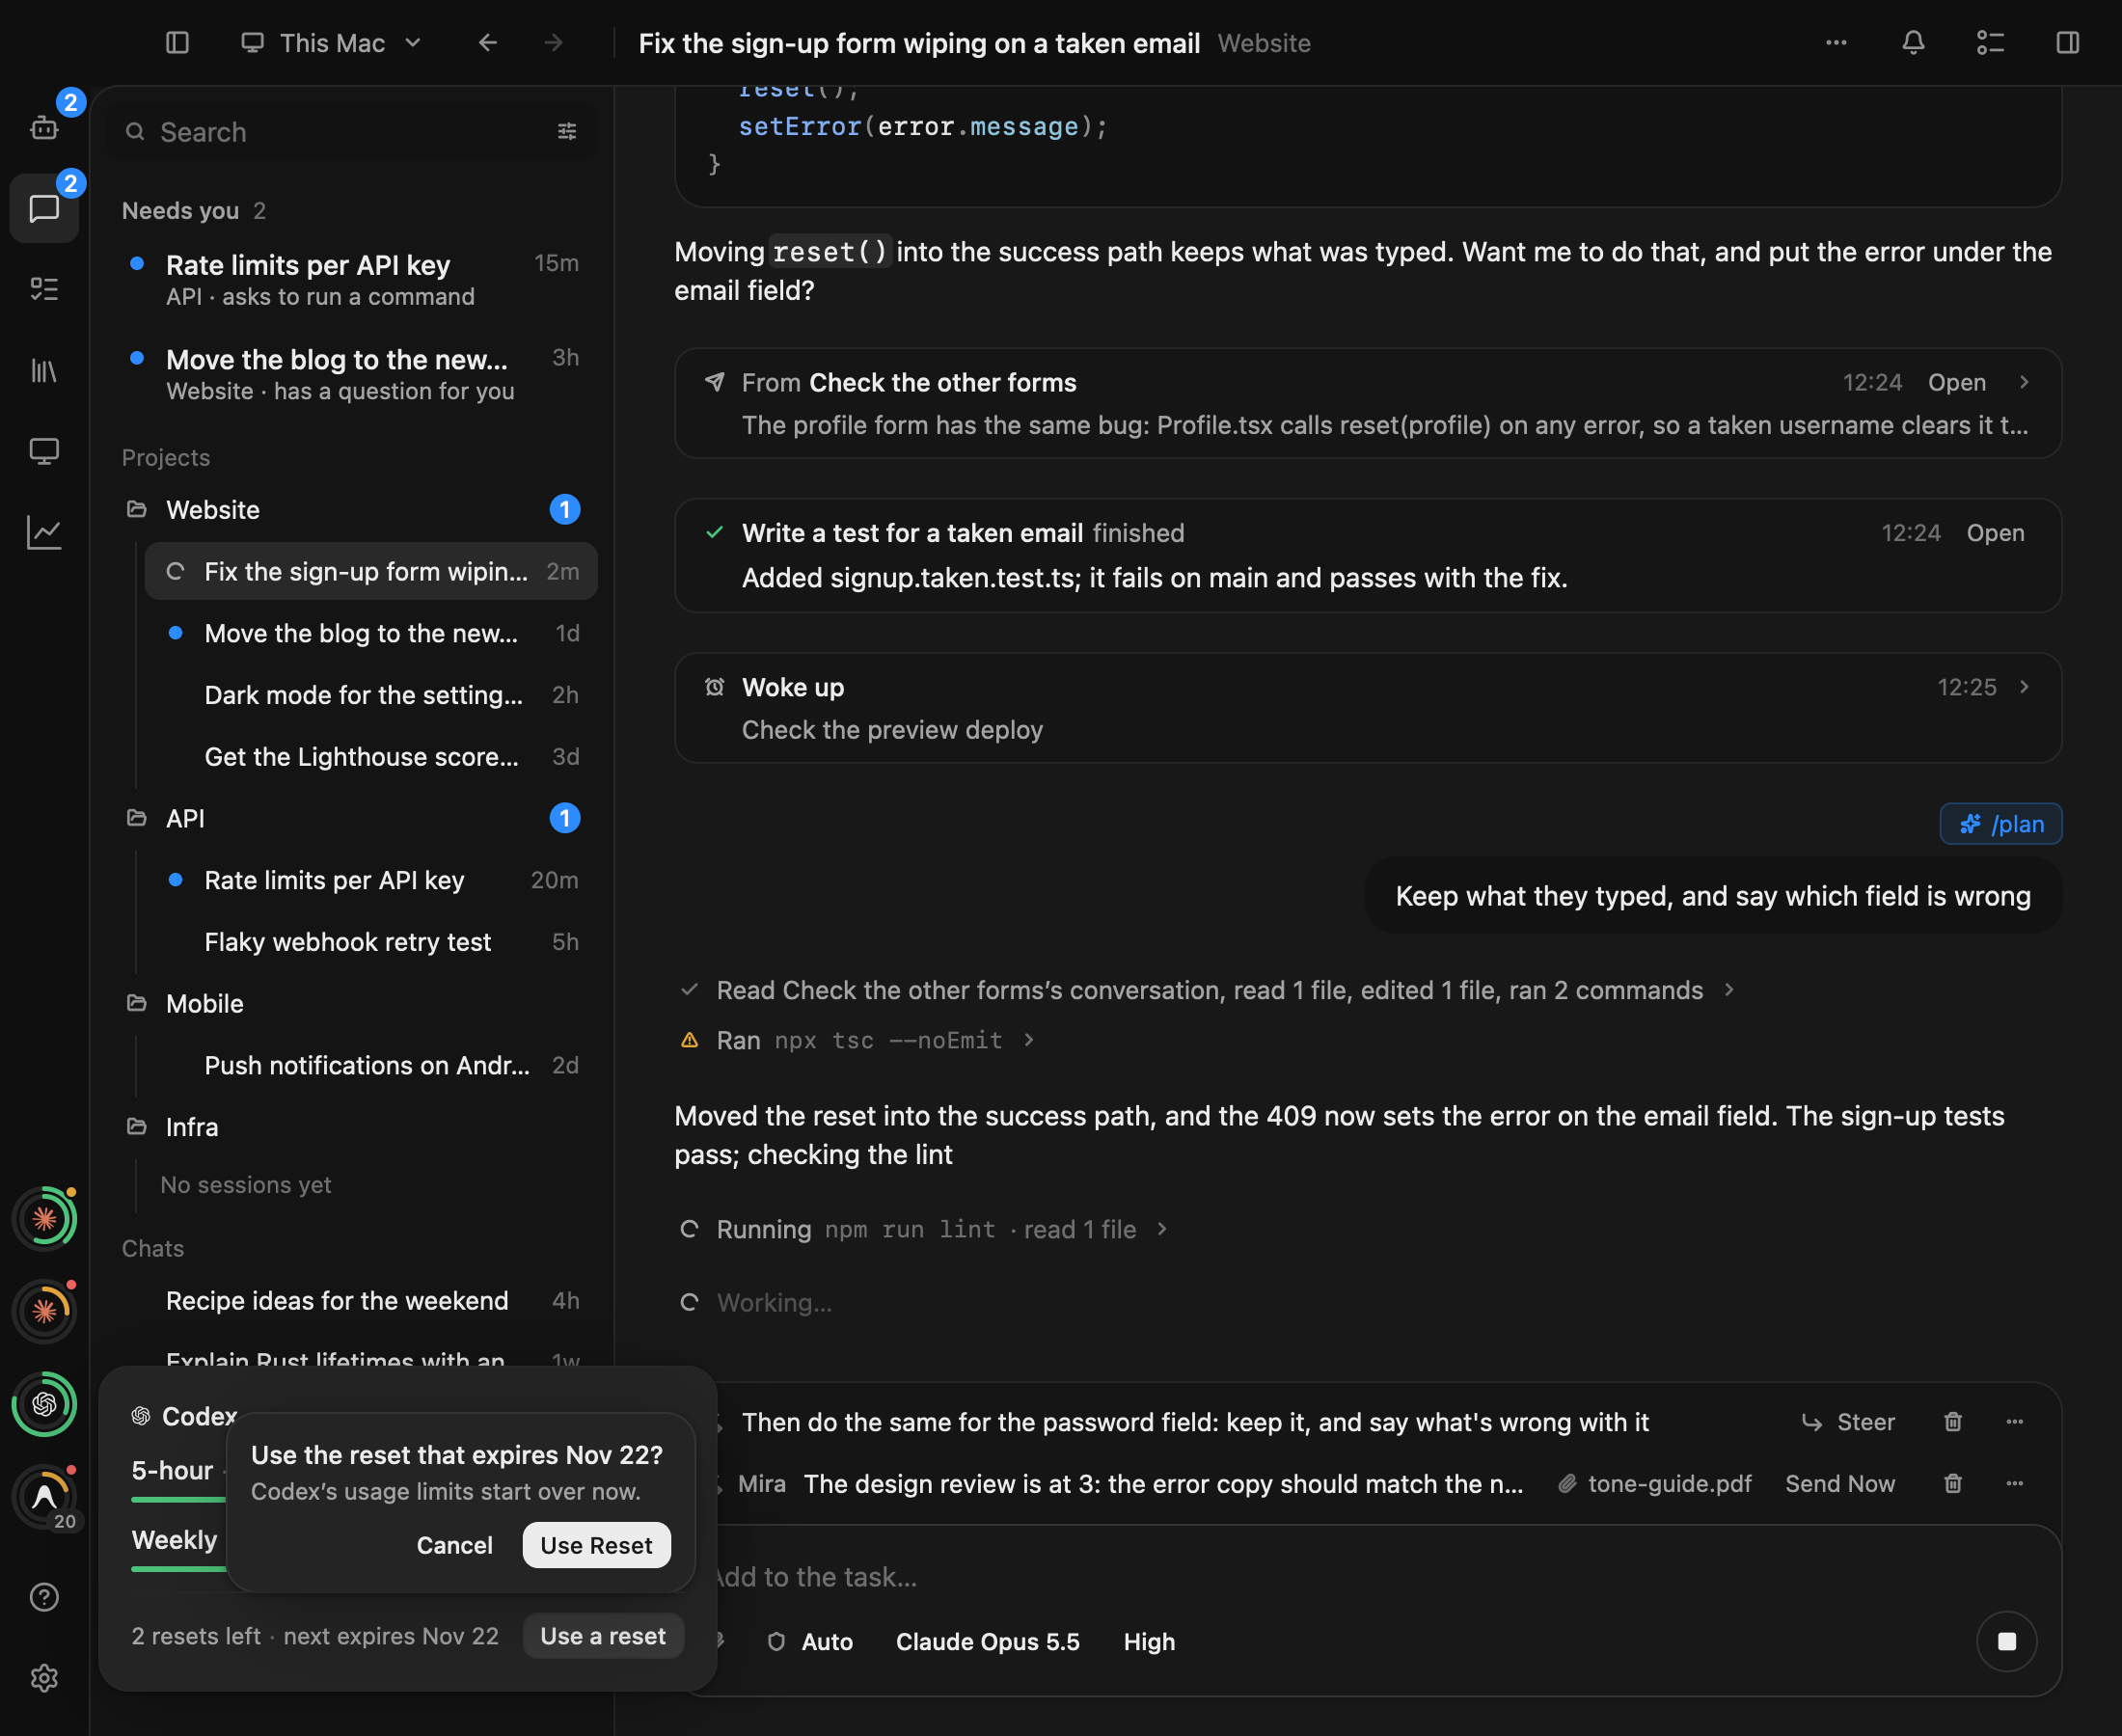 This Mac
Fix the sign-up form wiping on a taken email Website
2
2
Search
Needs you 2
Rate limits per API key 15m
API · asks to run a command
Move the blog to the new... 3h
Website · has a question for you
Projects
Website 1
Fix the sign-up form wipin... 2m
Move the blog to the new... 1d
Dark mode for the setting... 2h
Get the Lighthouse score... 3d
API 1
Rate limits per API key 20m
Flaky webhook retry test 5h
Mobile
Push notifications on Andr... 2d
Infra
No sessions yet
Chats
Recipe ideas for the weekend 4h
Explain Rust lifetimes with an 1w
20
Codex
5-hour
Weekly
Use the reset that expires Nov 22?
Codex’s usage limits start over now.
Cancel Use Reset
2 resets left · next expires Nov 22 Use a reset
reset();
setError(error.message);
}
Moving reset() into the success path keeps what was typed. Want me to do that, and put the error under the
email field?
From Check the other forms 12:24 Open
The profile form has the same bug: Profile.tsx calls reset(profile) on any error, so a taken username clears it t...
Write a test for a taken email finished 12:24 Open
Added signup.taken.test.ts; it fails on main and passes with the fix.
Woke up 12:25
Check the preview deploy
/plan
Keep what they typed, and say which field is wrong
Read Check the other forms’s conversation, read 1 file, edited 1 file, ran 2 commands
Ran npx tsc --noEmit
Moved the reset into the success path, and the 409 now sets the error on the email field. The sign-up tests
pass; checking the lint
Running npm run lint · read 1 file
Working...
Then do the same for the password field: keep it, and say what's wrong with it Steer
Mira The design review is at 3: the error copy should match the n... tone-guide.pdf Send Now
Add to the task...
Auto Claude Opus 5.5 High